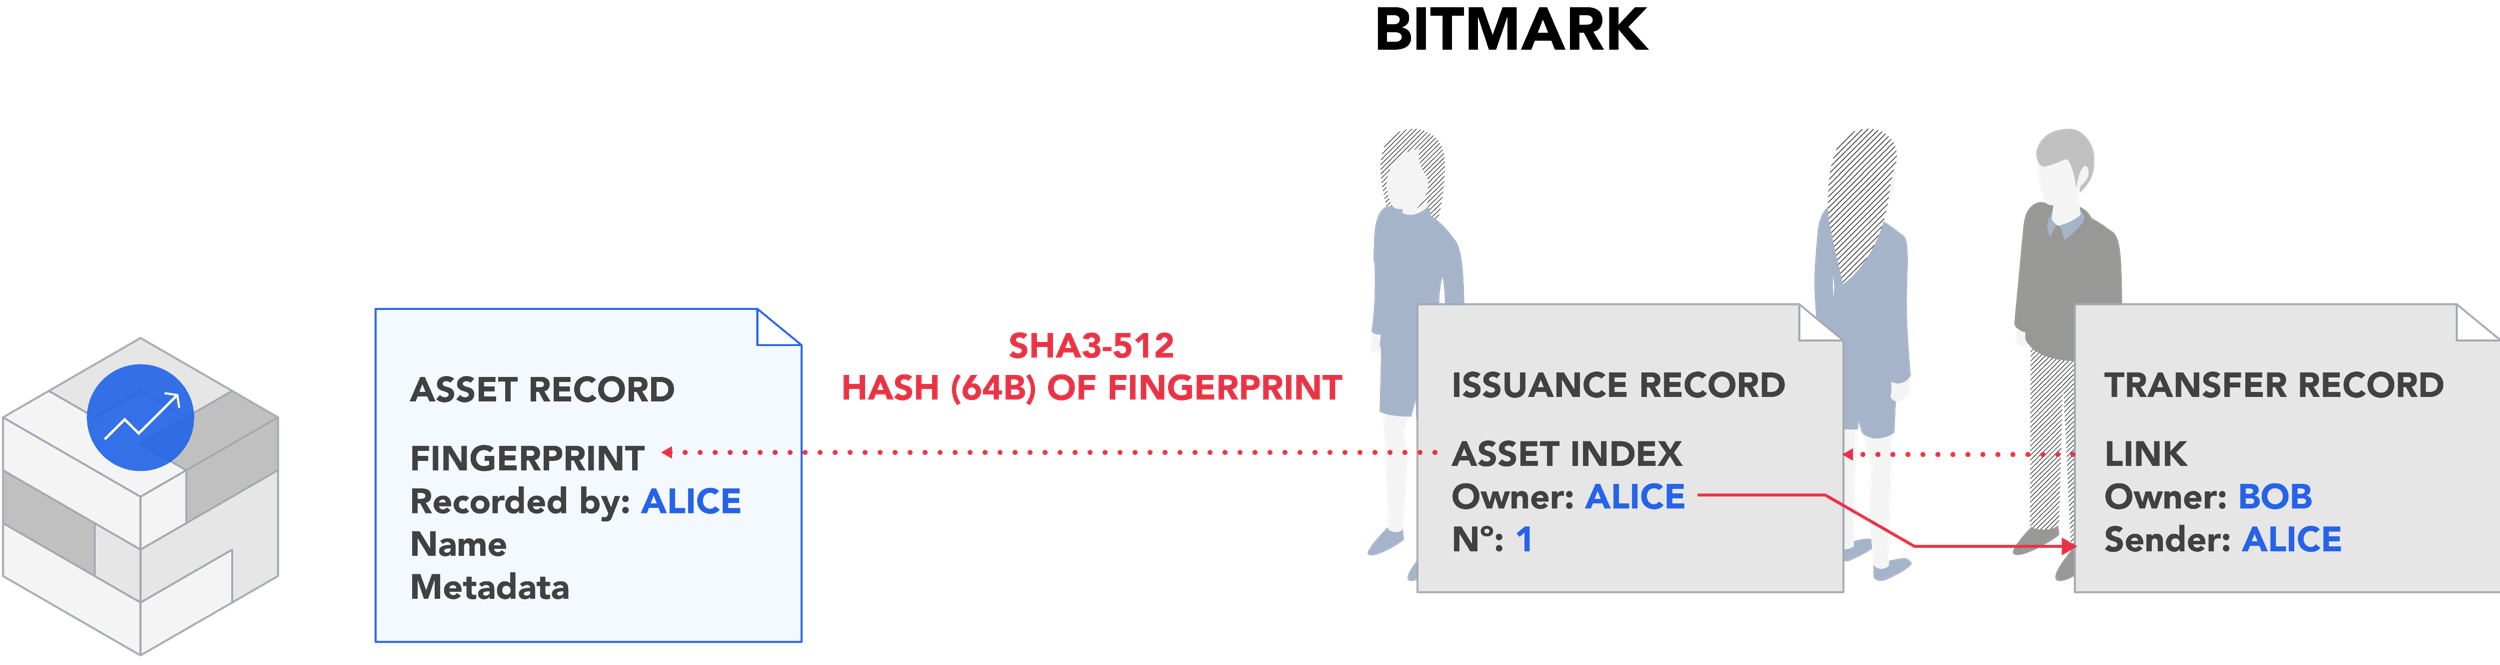 BITMARK
ASSET RECORD
FINGERPRINT
Recorded by: ALICE
Name
Metadata
SHA3-512
HASH (64B) OF FINGERPRINT
ISSUANCE RECORD
ASSET INDEX
Owner: ALICE
Nº: 1
TRANSFER RECORD
LINK
Owner: BOB
Sender: ALICE